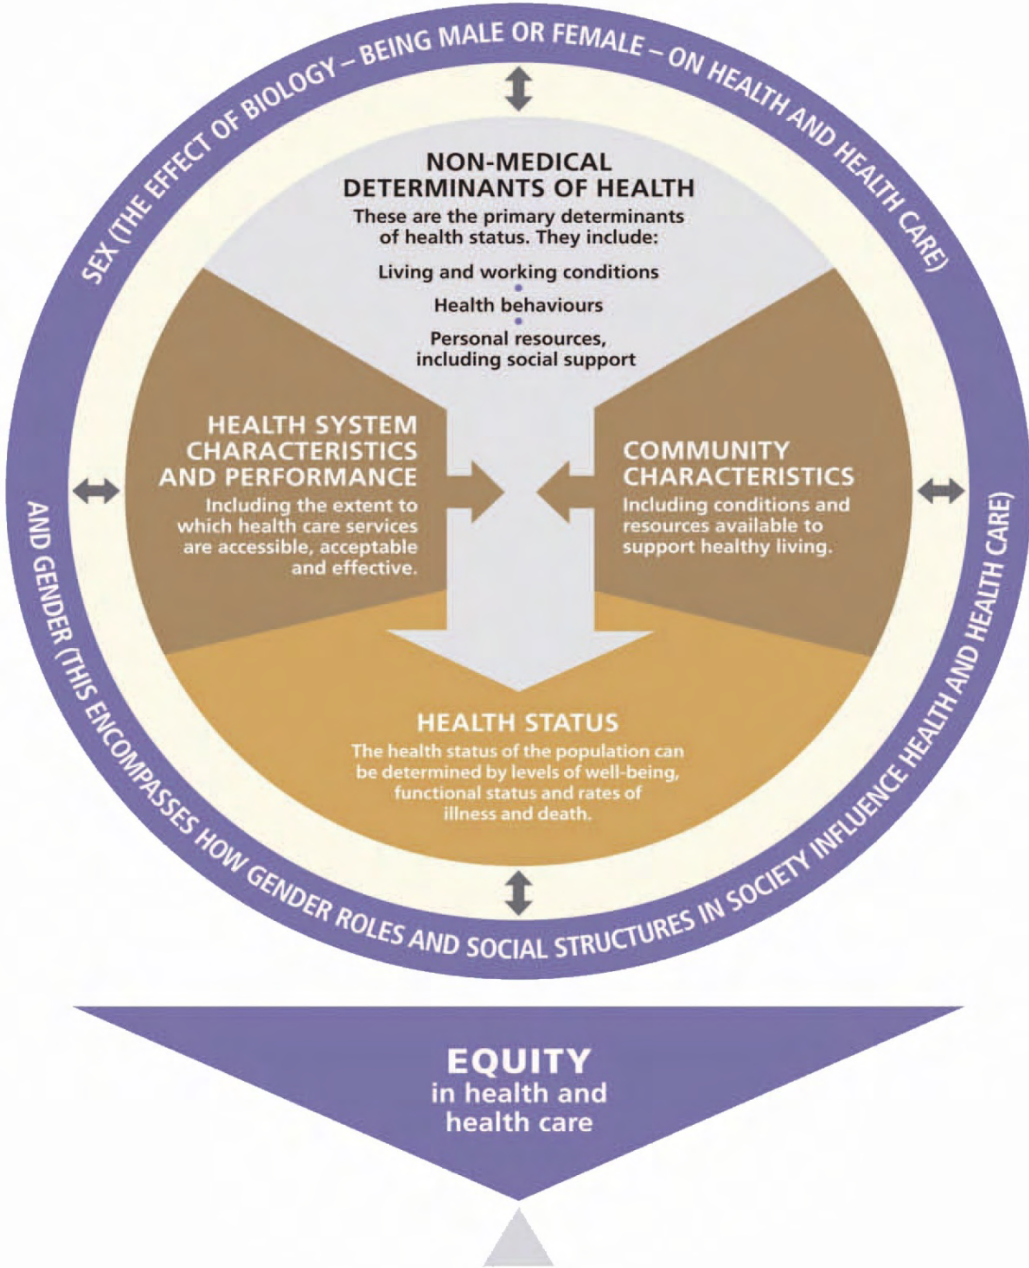 SEX (THE EFFECT OF BIOLOGY – BEING MALE OR FEMALE – ON HEALTH AND HEALTH CARE)
NON-MEDICAL
DETERMINANTS OF HEALTH
These are the primary determinants
of health status. They include:
Living and working conditions
•
Health behaviours
•
Personal resources,
including social support
HEALTH SYSTEM
CHARACTERISTICS
AND PERFORMANCE
Including the extent to
which health care services
are accessible, acceptable
and effective.
COMMUNITY
CHARACTERISTICS
Including conditions and
resources available to
support healthy living.
HEALTH STATUS
The health status of the population can
be determined by levels of well-being,
functional status and rates of
illness and death.
AND GENDER (THIS ENCOMPASSES HOW GENDER ROLES AND SOCIAL STRUCTURES IN SOCIETY INFLUENCE HEALTH AND HEALTH CARE)
EQUITY
in health and
health care